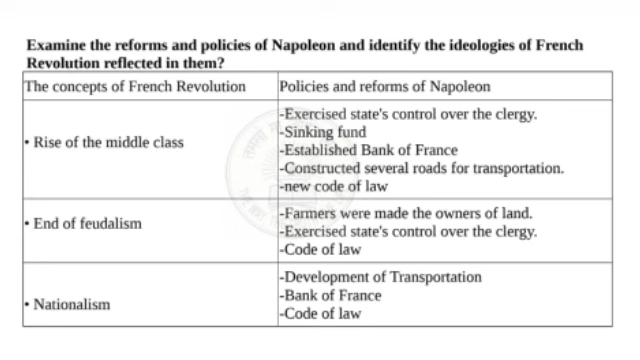 Examine the reforms and policies of Napoleon and identify the ideologies of French
Revolution reflected in them?
The concepts of French Revolution
Policies and reforms of Napoleon
• Rise of the middle class
-Exercised state's control over the clergy.
-Sinking fund
-Established Bank of France
-Constructed several roads for transportation.
-new code of law
• End of feudalism
-Farmers were made the owners of land.
-Exercised state's control over the clergy.
-Code of law
• Nationalism
-Development of Transportation
-Bank of France
-Code of law